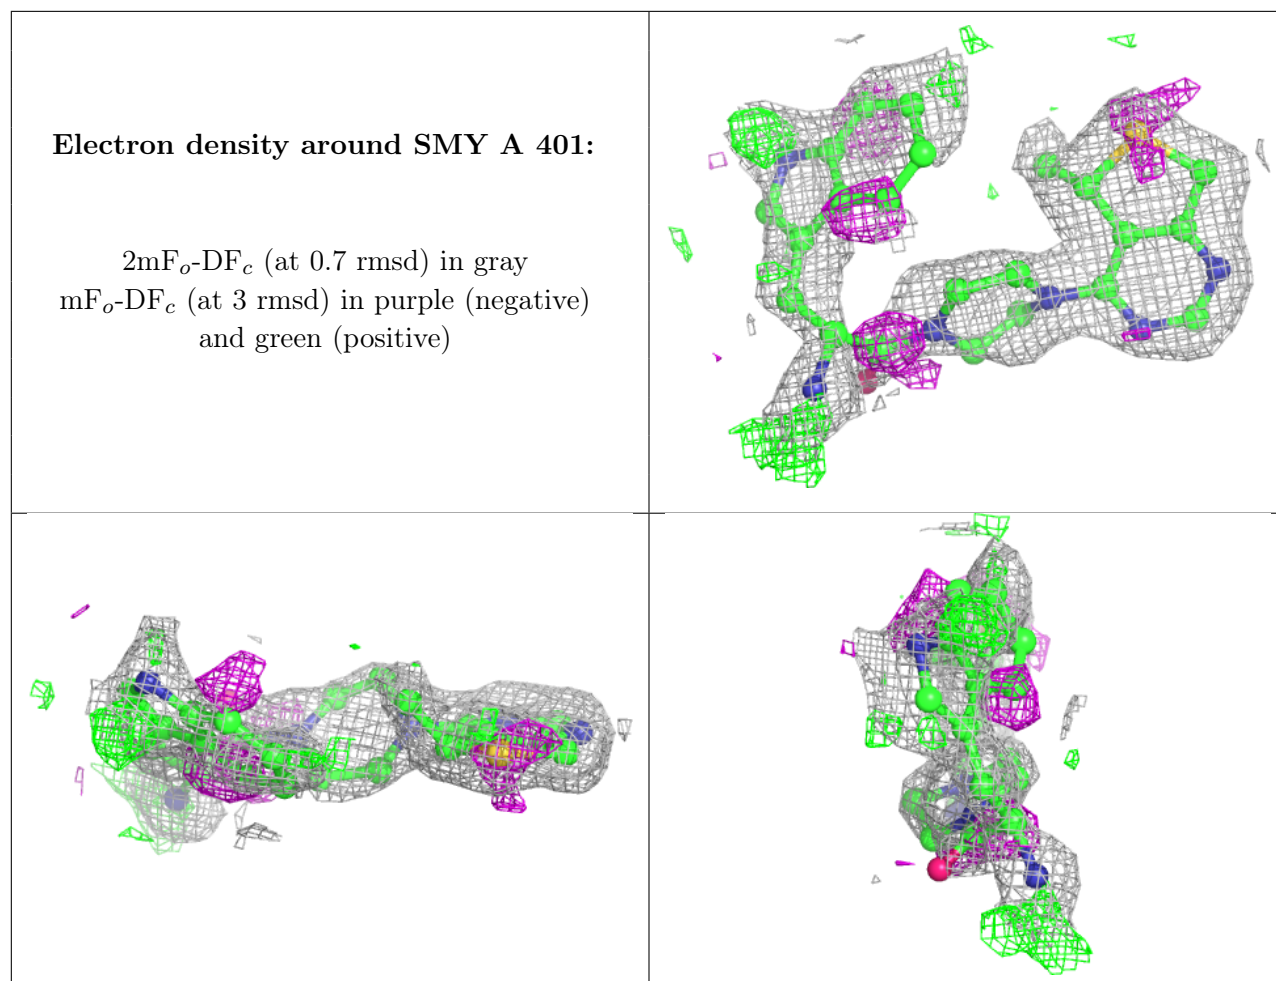 Electron density around SMY A 401:
2mFo-DFc (at 0.7 rmsd) in gray
mFo-DFc (at 3 rmsd) in purple (negative)
and green (positive)